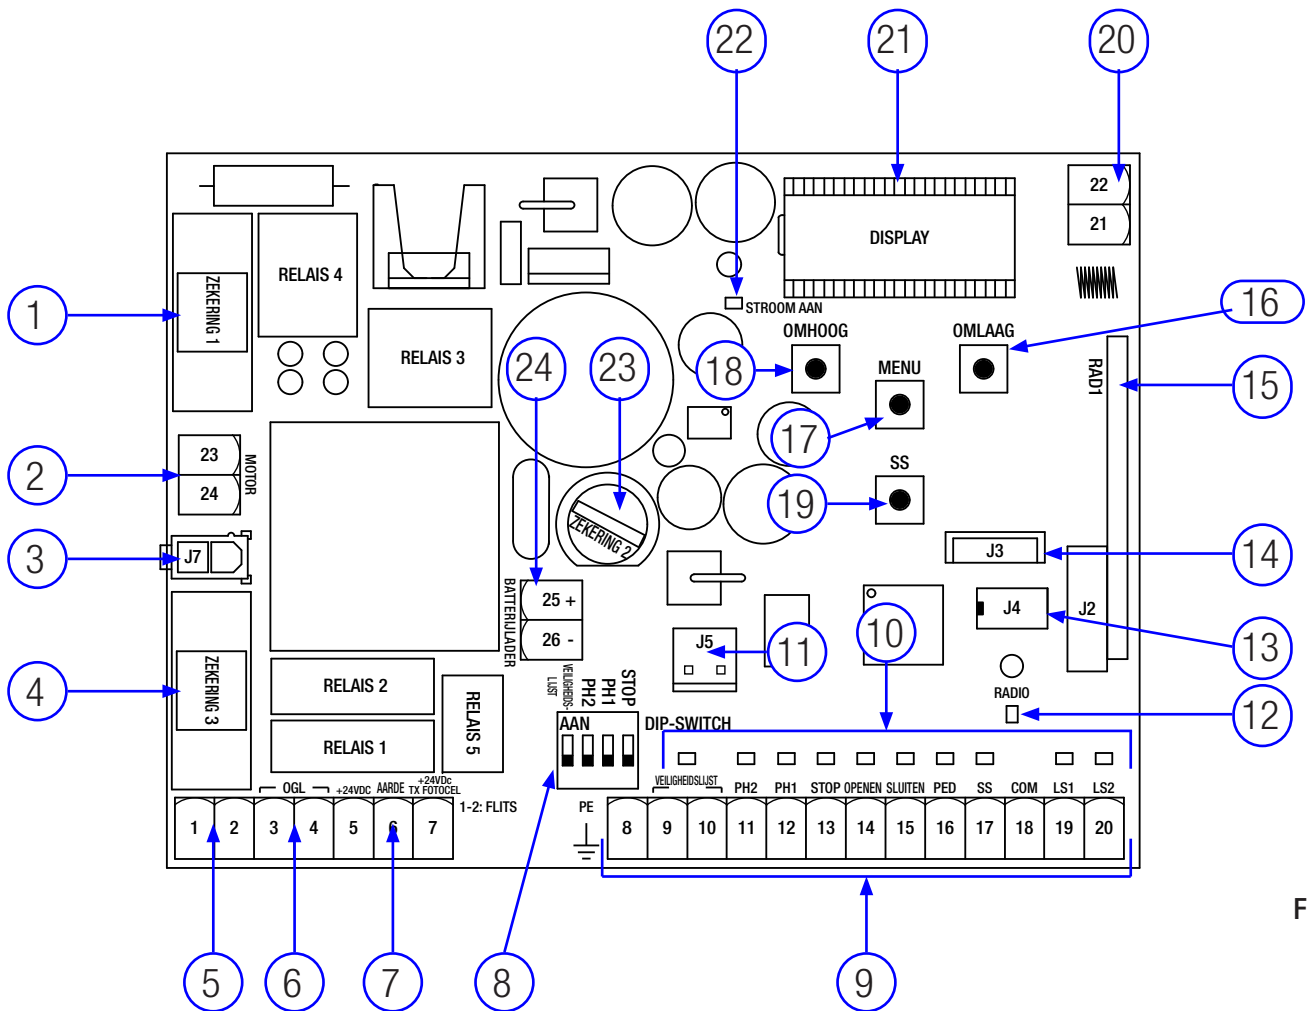 22
21
20
22
21
DISPLAY
STROOM AAN
1
ZEKERING 1
RELAIS 4
RELAIS 3
OMHOOG
18
OMLAAG
16
MENU
17
RAD1
15
24
23
2
23
24
MOTOR
SS
19
ZEKERING 2
3
J7
J3
14
BATTERIJLADER
25 +
26 -
J5
11
10
J4
J2
13
4
ZEKERING 3
RELAIS 2
RELAIS 1
RELAIS 5
VEILIGHEIDS-
LIJST
PH2
PH1
STOP
AAN
DIP-SWITCH
RADIO
12
OGL
+24VDC
AARDE
+24VDc
TX FOTOCEL
1-2: FLITS
PE
VEILIGHEIDSLIJST
PH2
PH1
STOP
OPENEN
SLUITEN
PED
SS
COM
LS1
LS2
1
2
3
4
5
6
7
8
9
10
11
12
13
14
15
16
17
18
19
20
F
5
6
7
8
9